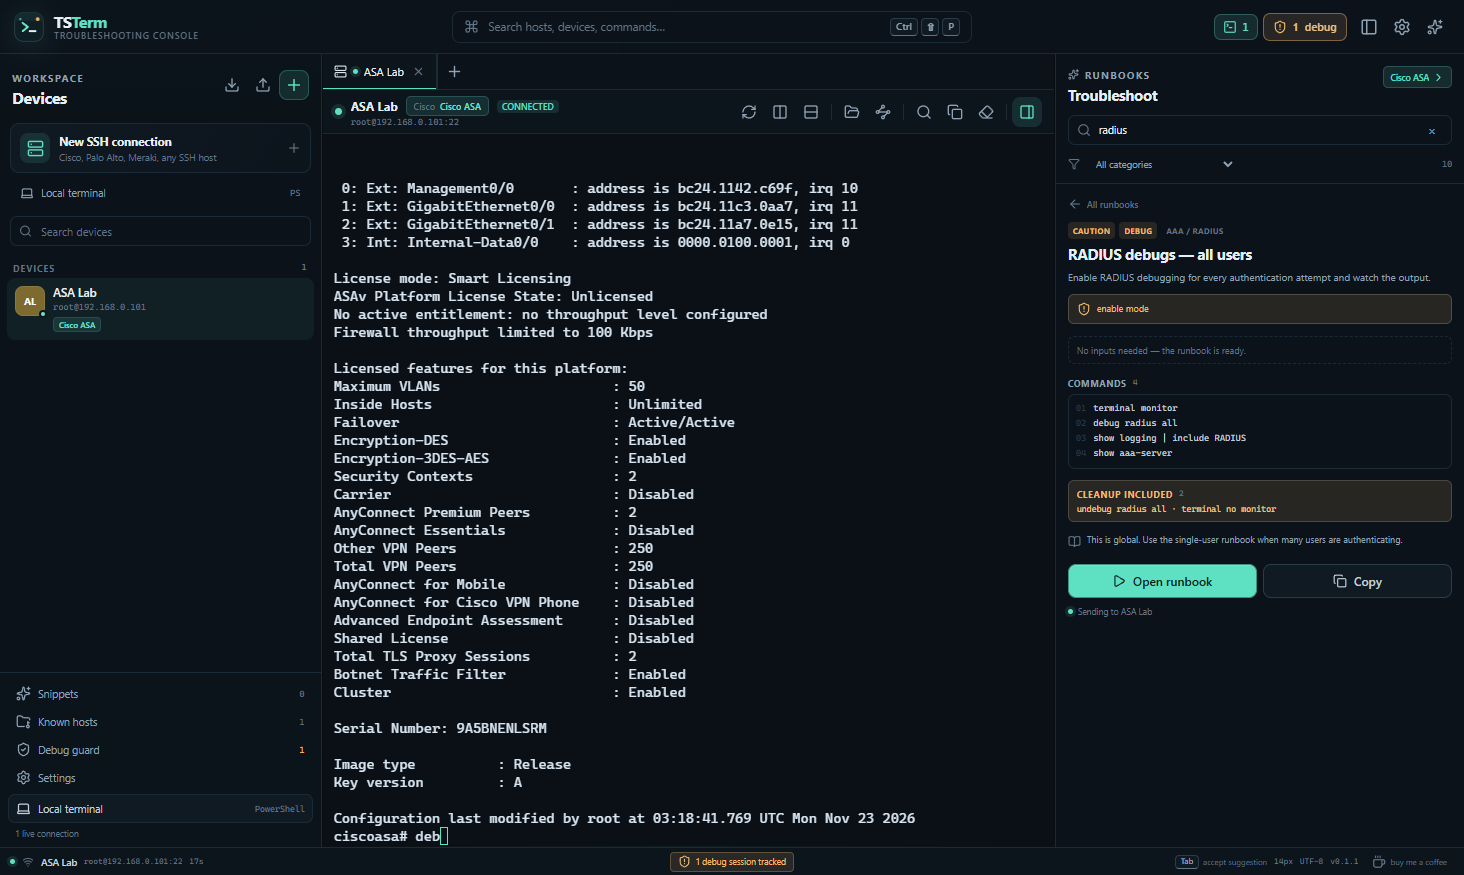 TSTerm
TROUBLESHOOTING CONSOLE
Search hosts, devices, commands...
Ctrl ⇧ P
1
1 debug
WORKSPACE
Devices
New SSH connection
Cisco, Palo Alto, Meraki, any SSH host
Local terminal PS
Search devices
DEVICES 1
AL
ASA Lab
root@192.168.0.101
Cisco ASA
Snippets 0
Known hosts 1
Debug guard 1
Settings
Local terminal PowerShell
1 live connection
ASA Lab
ASA Lab Cisco Cisco ASA CONNECTED
root@192.168.0.101:22
0: Ext: Management0/0 : address is bc24.1142.c69f, irq 10
1: Ext: GigabitEthernet0/0 : address is bc24.11c3.0aa7, irq 11
2: Ext: GigabitEthernet0/1 : address is bc24.11a7.0e15, irq 11
3: Int: Internal-Data0/0 : address is 0000.0100.0001, irq 0
License mode: Smart Licensing
ASAv Platform License State: Unlicensed
No active entitlement: no throughput level configured
Firewall throughput limited to 100 Kbps
Licensed features for this platform:
Maximum VLANs : 50
Inside Hosts : Unlimited
Failover : Active/Active
Encryption-DES : Enabled
Encryption-3DES-AES : Enabled
Security Contexts : 2
Carrier : Disabled
AnyConnect Premium Peers : 2
AnyConnect Essentials : Disabled
Other VPN Peers : 250
Total VPN Peers : 250
AnyConnect for Mobile : Disabled
AnyConnect for Cisco VPN Phone : Disabled
Advanced Endpoint Assessment : Disabled
Shared License : Disabled
Total TLS Proxy Sessions : 2
Botnet Traffic Filter : Enabled
Cluster : Enabled
Serial Number: 9A5BNENLSRM
Image type : Release
Key version : A
Configuration last modified by root at 03:18:41.769 UTC Mon Nov 23 2026
ciscoasa# deb
RUNBOOKS
Troubleshoot
Cisco ASA
radius
All categories 10
All runbooks
CAUTION DEBUG AAA / RADIUS
RADIUS debugs — all users
Enable RADIUS debugging for every authentication attempt and watch the output.
enable mode
No inputs needed — the runbook is ready.
COMMANDS 4
01 terminal monitor
02 debug radius all
03 show logging | include RADIUS
04 show aaa-server
CLEANUP INCLUDED 2
undebug radius all · terminal no monitor
This is global. Use the single-user runbook when many users are authenticating.
Open runbook
Copy
Sending to ASA Lab
ASA Lab root@192.168.0.101:22 17s
1 debug session tracked
Tab accept suggestion 14px UTF-8 v0.1.1 buy me a coffee